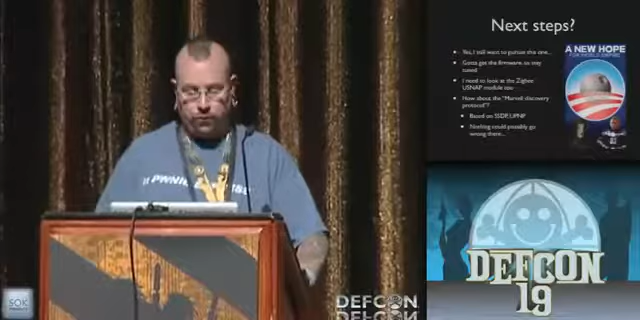 Next steps?
Yes, I still want to pursue this one...
Gotta get the firmware, so stay tuned
I need to look at the Zigbee USNAP module too
How about the "Marvell discovery protocol"?
Based on SSDP/UPNP
Nothing could possibly go wrong there...
A NEW HOPE
DEFCON
19
DEFCON
SOK